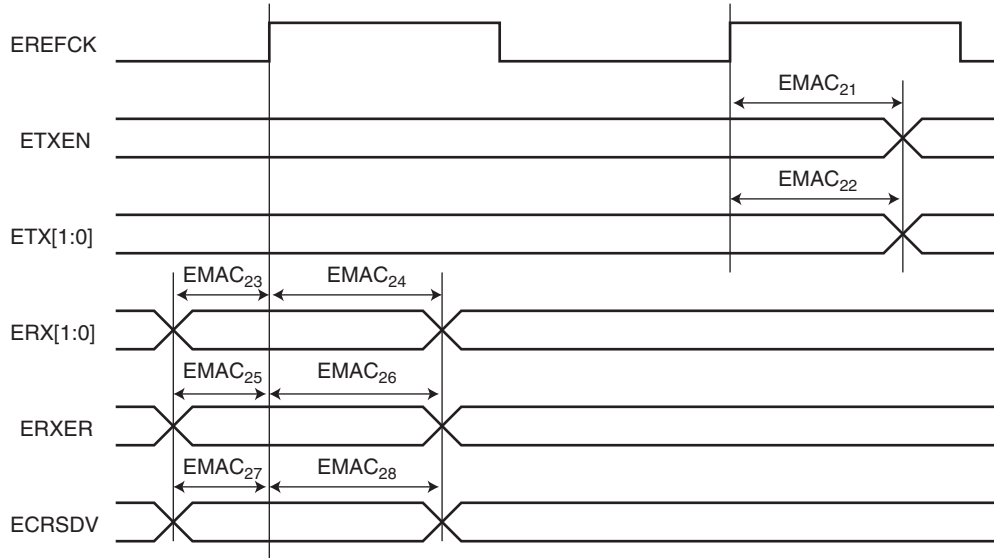 EREFCK
EMAC21
ETXEN
EMAC22
ETX[1:0]
EMAC23 EMAC24
ERX[1:0]
EMAC25 EMAC26
ERXER
EMAC27 EMAC28
ECRSDV